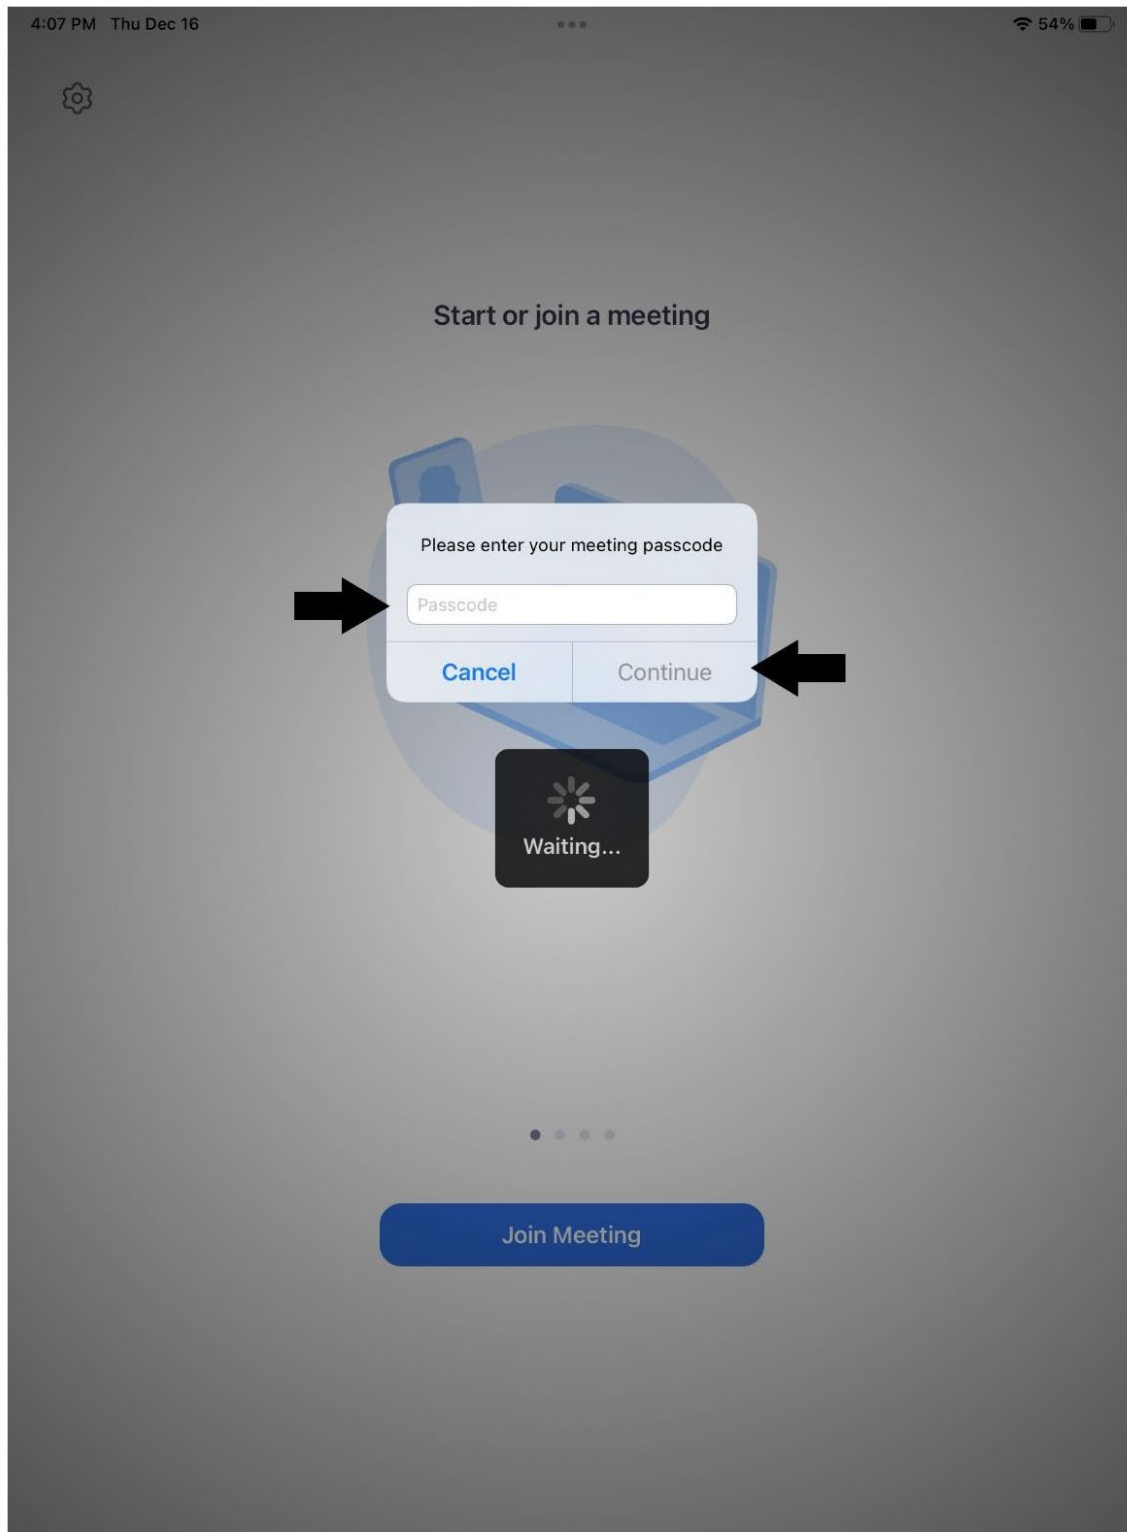 4:07 PM Thu Dec 16
54%
Start or join a meeting
Please enter your meeting passcode
Passcode
Cancel
Continue
Waiting...
Join Meeting